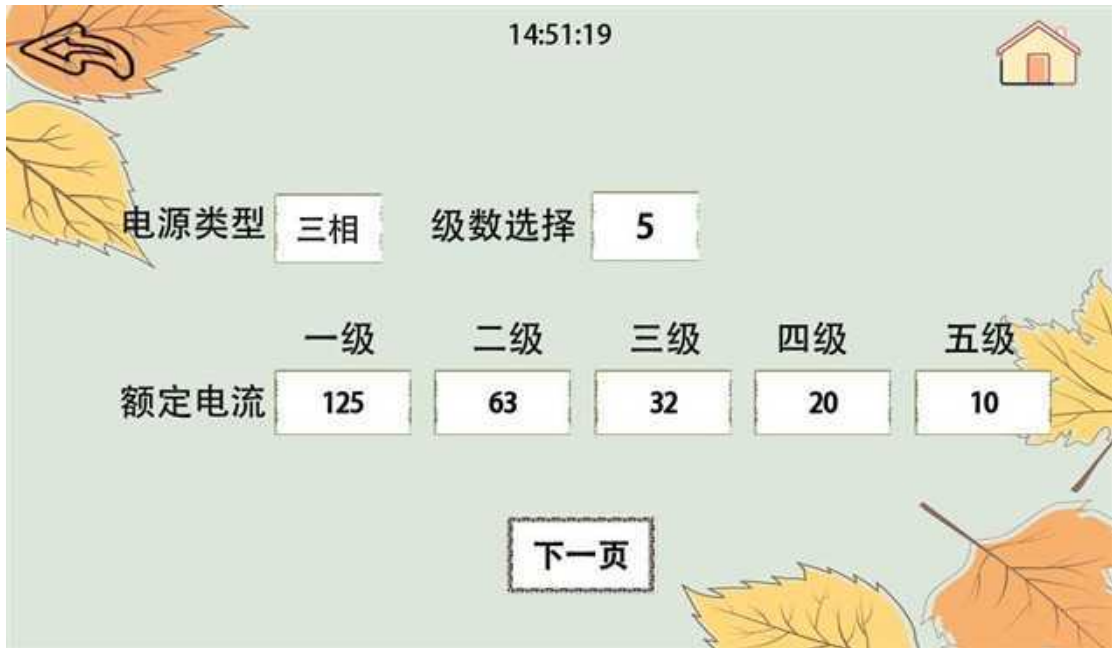 14:51:19
电源类型 三相 级数选择 5
一级 二级 三级 四级 五级
额定电流 125 63 32 20 10
下一页